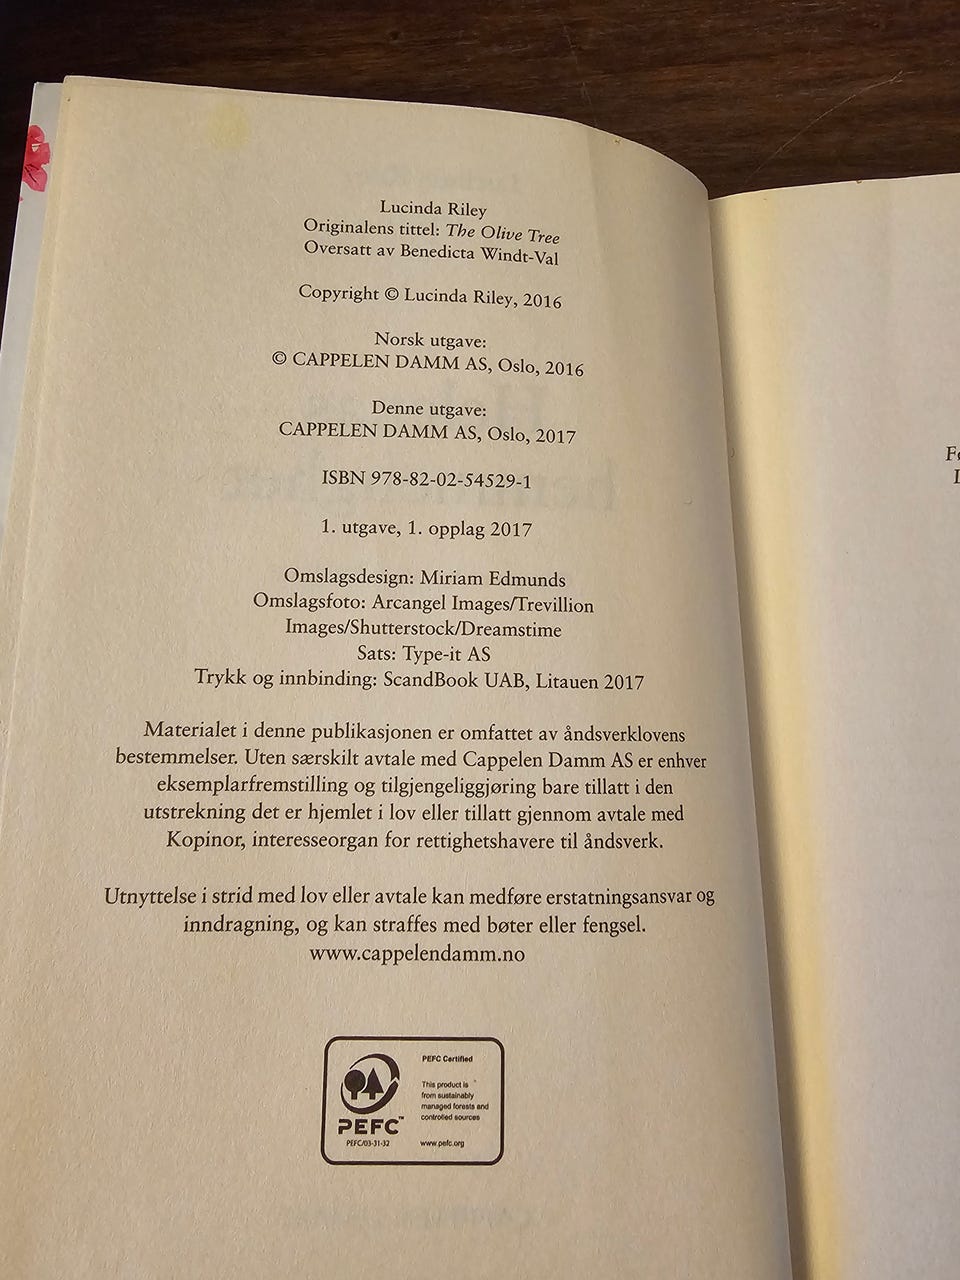 Lucinda Riley
Originalens tittel: The Olive Tree
Oversatt av Benedicta Windt-Val
Copyright © Lucinda Riley, 2016
Norsk utgave:
© CAPPELEN DAMM AS, Oslo, 2016
Denne utgave:
CAPPELEN DAMM AS, Oslo, 2017
ISBN 978-82-02-54529-1
1. utgave, 1. opplag 2017
Omslagsdesign: Miriam Edmunds
Omslagsfoto: Arcangel Images/Trevillion
Images/Shutterstock/Dreamstime
Sats: Type-it AS
Trykk og innbinding: ScandBook UAB, Litauen 2017
Materialet i denne publikasjonen er omfattet av åndsverklovens
bestemmelser. Uten særskilt avtale med Cappelen Damm AS er enhver
eksemplarfremstilling og tilgjengeliggjøring bare tillatt i den
utstrekning det er hjemlet i lov eller tillatt gjennom avtale med
Kopinor, interesseorgan for rettighetshavere til åndsverk.
Utnyttelse i strid med lov eller avtale kan medføre erstatningsansvar og
inndragning, og kan straffes med bøter eller fengsel.
www.cappelendamm.no
PEFC™
PEFC/03-31-32
PEFC Certified
This product is
from sustainably
managed forests and
controlled sources
www.pefc.org